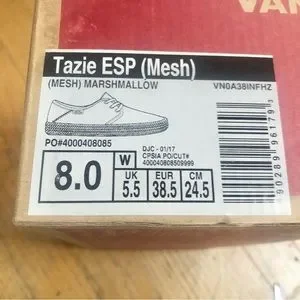 VAN
Tazie ESP (Mesh)
(MESH) MARSHMALLOW
VN0A38INFHZ
PO#4000408085
DJC - 01/17
CPSIA PO/CUT#
400040808509999
8.0
W
UK
5.5
EUR
38.5
CM
24.5